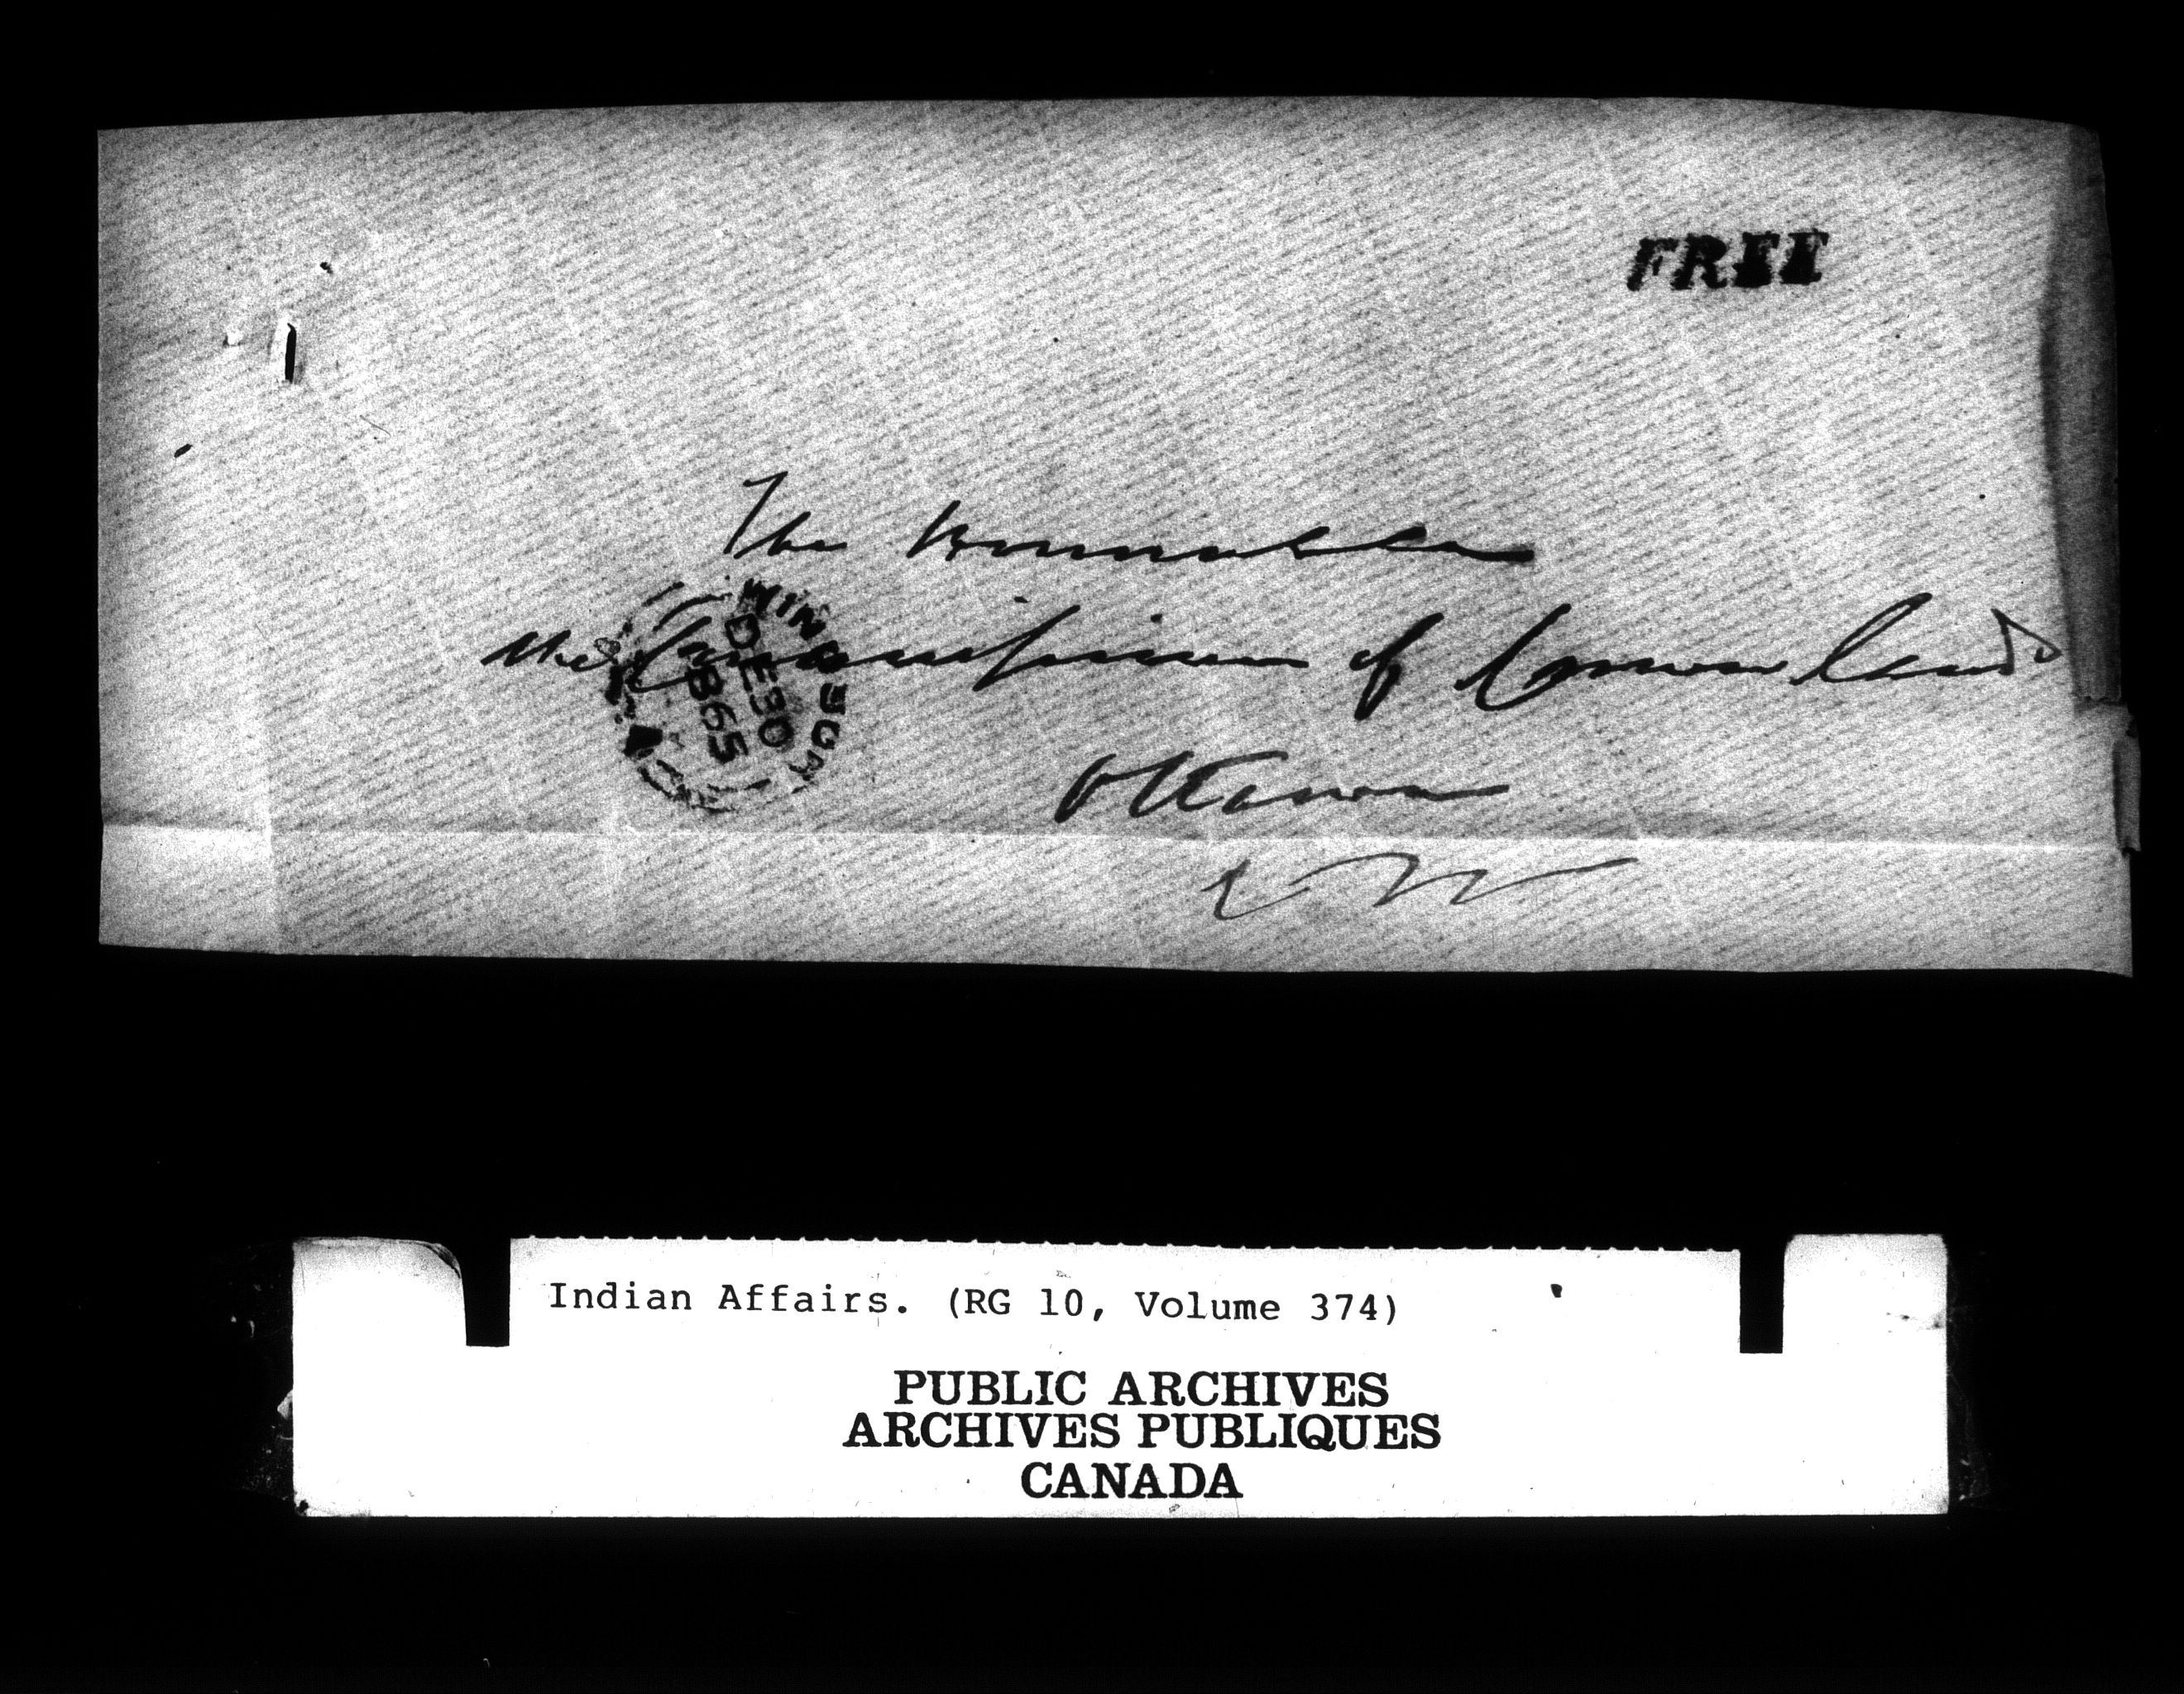 FREE
The Honorable
the Commissioner of Crown Lands
DE 30
1865
Ottawa
C W
Indian Affairs. (RG 10, Volume 374)
PUBLIC ARCHIVES
ARCHIVES PUBLIQUES
CANADA